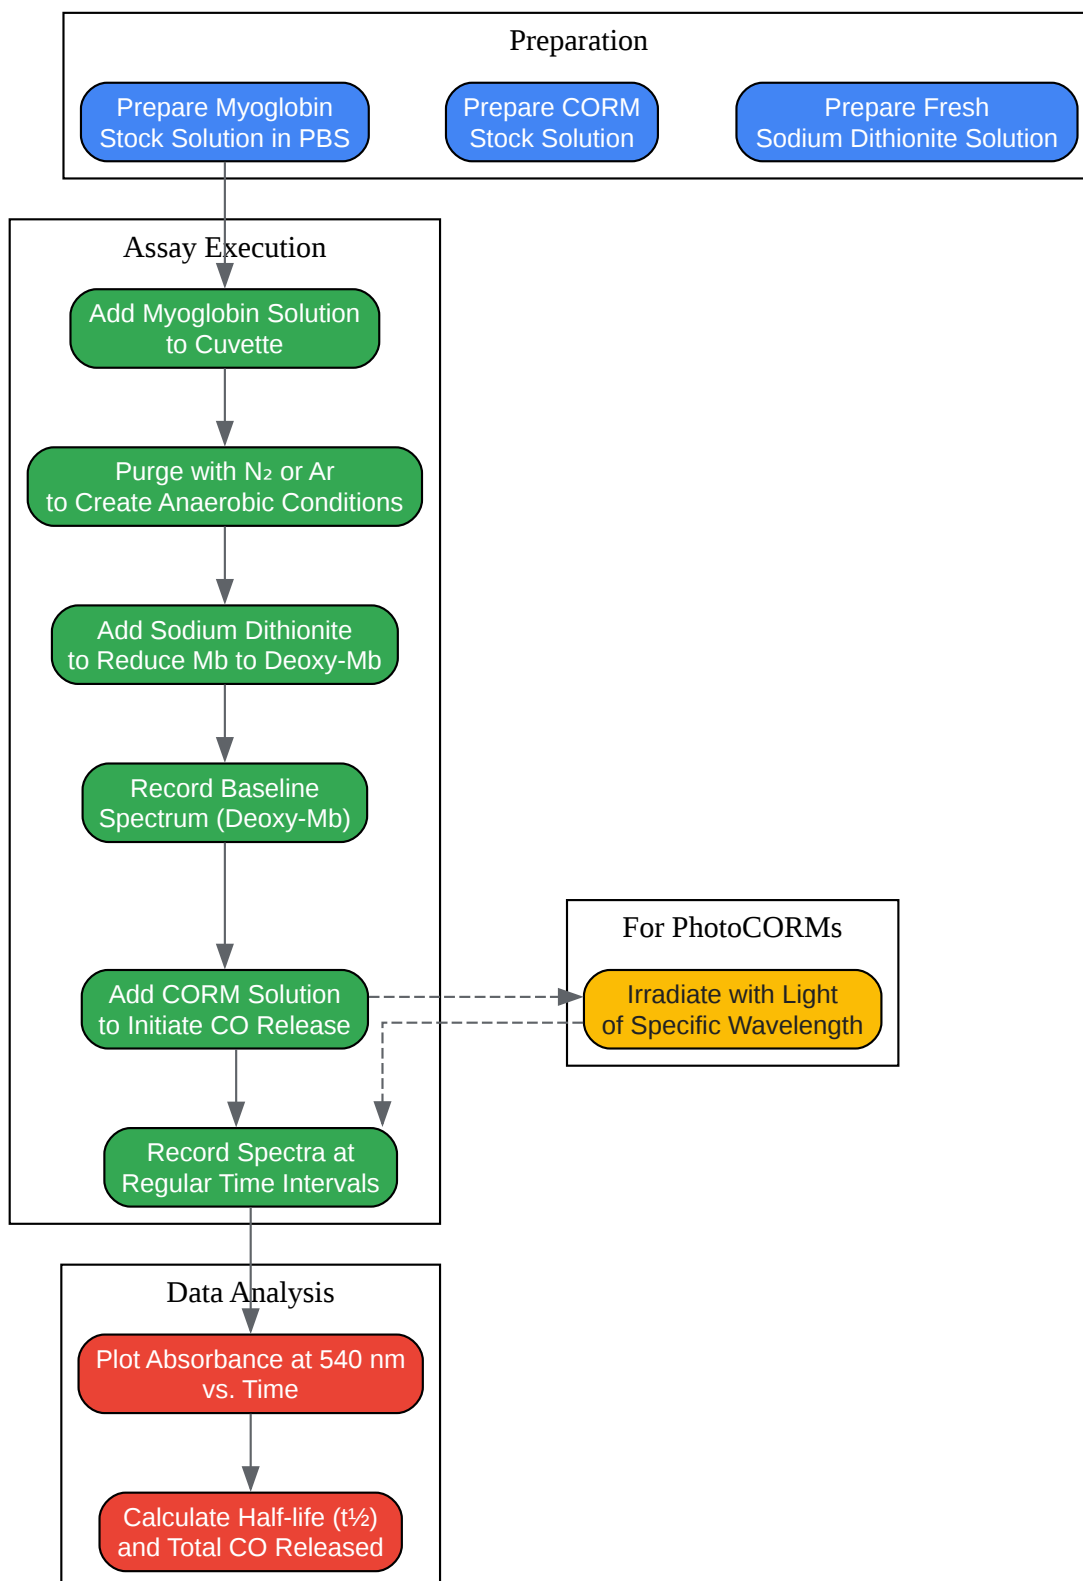 Preparation
Prepare Myoglobin
Stock Solution in PBS
Prepare CORM
Stock Solution
Prepare Fresh
Sodium Dithionite Solution
Assay Execution
Add Myoglobin Solution
to Cuvette
Purge with N₂ or Ar
to Create Anaerobic Conditions
Add Sodium Dithionite
to Reduce Mb to Deoxy-Mb
Record Baseline
Spectrum (Deoxy-Mb)
Add CORM Solution
to Initiate CO Release
For PhotoCORMs
Irradiate with Light
of Specific Wavelength
Record Spectra at
Regular Time Intervals
Data Analysis
Plot Absorbance at 540 nm
vs. Time
Calculate Half-life (t½)
and Total CO Released